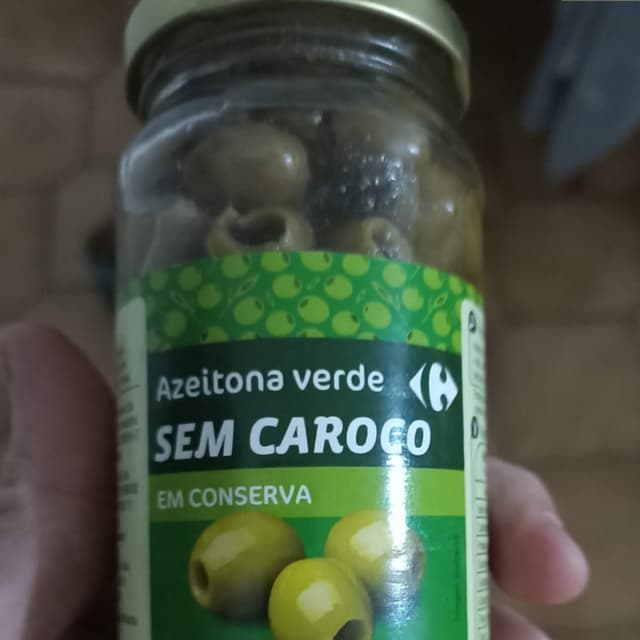 Azeitona verde
SEM CAROÇO
EM CONSERVA